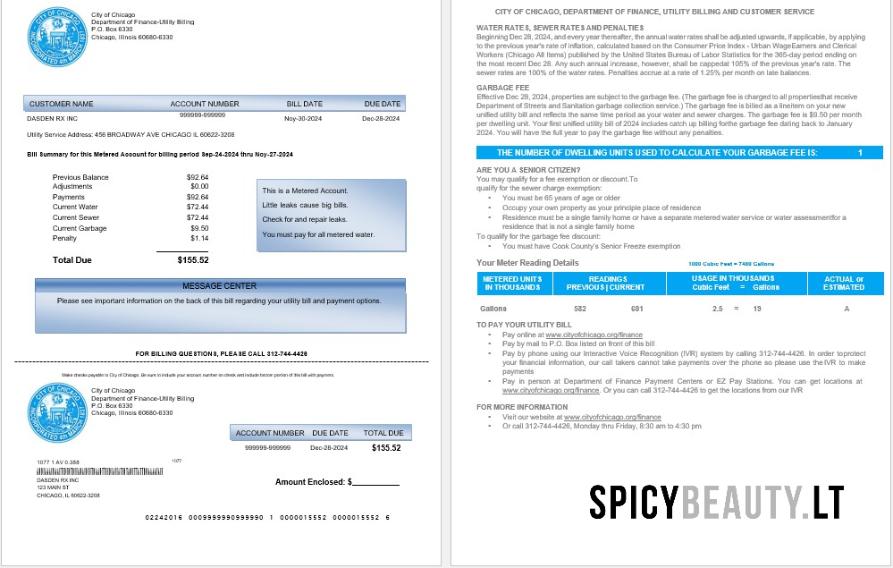 City of Chicago
Department of Finance-Utility Billing
P.O. Box 6330
Chicago, Illinois 60680-6330
CUSTOMER NAME ACCOUNT NUMBER BILL DATE DUE DATE
DASDEN RX INC 999999-999999 Nov-30-2024 Dec-28-2024
Utility Service Address: 456 BROADWAY AVE CHICAGO IL 60622-3208
Bill Summary for this Metered Account for billing period Sep-24-2024 thru Nov-27-2024
Previous Balance $92.64
Adjustments $0.00
Payments $92.64
Current Water $72.44
Current Sewer $72.44
Current Garbage $9.50
Penalty $1.14
Total Due $155.52
This is a Metered Account.
Little leaks cause big bills.
Check for and repair leaks.
You must pay for all metered water.
MESSAGE CENTER
Please see important information on the back of this bill regarding your utility bill and payment options.
FOR BILLING QUESTIONS, PLEASE CALL 312-744-4426
Make checks payable to City of Chicago. Be sure to include your account number on check and include bottom portion of this bill with payment.
City of Chicago
Department of Finance-Utility Billing
P.O. Box 6330
Chicago, Illinois 60680-6330
ACCOUNT NUMBER DUE DATE TOTAL DUE
999999-999999 Dec-28-2024 $155.52
1077 1 AV 0.388 *1077
DASDEN RX INC
123 MAIN ST
CHICAGO, IL 60622-3208
Amount Enclosed: $
02242016 0009999990999990 1 0000015552 0000015552 6
CITY OF CHICAGO, DEPARTMENT OF FINANCE, UTILITY BILLING AND CUSTOMER SERVICE
WATER RATES, SEWER RATES AND PENALTIES
Beginning Dec 28, 2024, and every year thereafter, the annual water rates shall be adjusted upwards, if applicable, by applying
to the previous year's rate of inflation, calculated based on the Consumer Price Index - Urban WageEarners and Clerical
Workers (Chicago All Items) published by the United States Bureau of Labor Statistics for the 365-day period ending on
the most recent Dec 28. Any such annual increase, however, shall be cappedat 105% of the previous year's rate. The
sewer rates are 100% of the water rates. Penalties accrue at a rate of 1.25% per month on late balances.
GARBAGE FEE
Effective Dec 28, 2024, properties are subject to the garbage fee. (The garbage fee is charged to all propertiesthat receive
Department of Streets and Sanitation garbage collection service.) The garbage fee is billed as a lineitem on your new
unified utility bill and reflects the same time period as your water and sewer charges. The garbage fee is $9.50 per month
per dwelling unit. Your first unified utility bill of 2024 includes catch up billing forthe garbage fee dating back to January
2024. You will have the full year to pay the garbage fee without any penalties.
THE NUMBER OF DWELLING UNITS USED TO CALCULATE YOUR GARBAGE FEE IS: 1
ARE YOU A SENIOR CITIZEN?
You may qualify for a fee exemption or discount.To
qualify for the sewer charge exemption:
• You must be 65 years of age or older
• Occupy your own property as your principle place of residence
• Residence must be a single family home or have a separate metered water service or water assessmentfor a
residence that is not a single family home
To qualify for the garbage fee discount:
• You must have Cook County's Senior Freeze exemption
Your Meter Reading Details 1000 Cubic Feet = 7480 Gallons
METERED UNITS READINGS USAGE IN THOUSANDS ACTUAL or
IN THOUSANDS PREVIOUS | CURRENT Cubic Feet = Gallons ESTIMATED
Gallons 582 601 2.5 = 19 A
TO PAY YOUR UTILITY BILL
• Pay online at www.cityofchicago.org/finance
• Pay by mail to P.O. Box listed on front of this bill
• Pay by phone using our Interactive Voice Recognition (IVR) system by calling 312-744-4426. In order to protect
your financial information, our call takers cannot take payments over the phone so please use the IVR to make
payments
• Pay in person at Department of Finance Payment Centers or EZ Pay Stations. You can get locations at
www.cityofchicago.org/finance. Or you can call 312-744-4426 to get the locations from our IVR
FOR MORE INFORMATION
• Visit our website at www.cityofchicago.org/finance
• Or call 312-744-4426, Monday thru Friday, 8:30 am to 4:30 pm
SPICYBEAUTY.LT